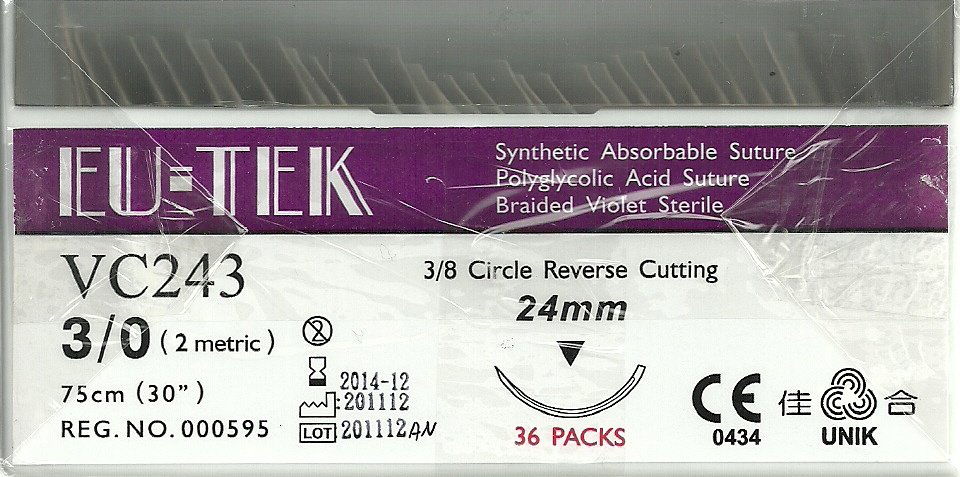 EU-TEK
Synthetic Absorbable Suture
Polyglycolic Acid Suture
Braided Violet Sterile
VC243
3/8 Circle Reverse Cutting
24mm
3/0 ( 2 metric )
2
75cm (30” )
2014-12
:201112
REG. NO. 000595
LOT 201112AN
36 PACKS
CE
0434
佳 合
UNIK